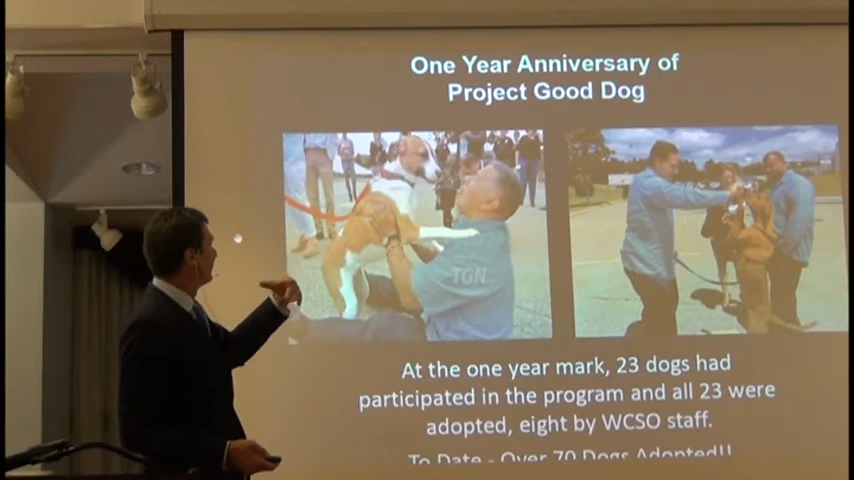 One Year Anniversary of
Project Good Dog
TGN
At the one year mark, 23 dogs had
participated in the program and all 23 were
adopted, eight by WCSO staff.
To Date - Over 70 Dogs Adopted!!